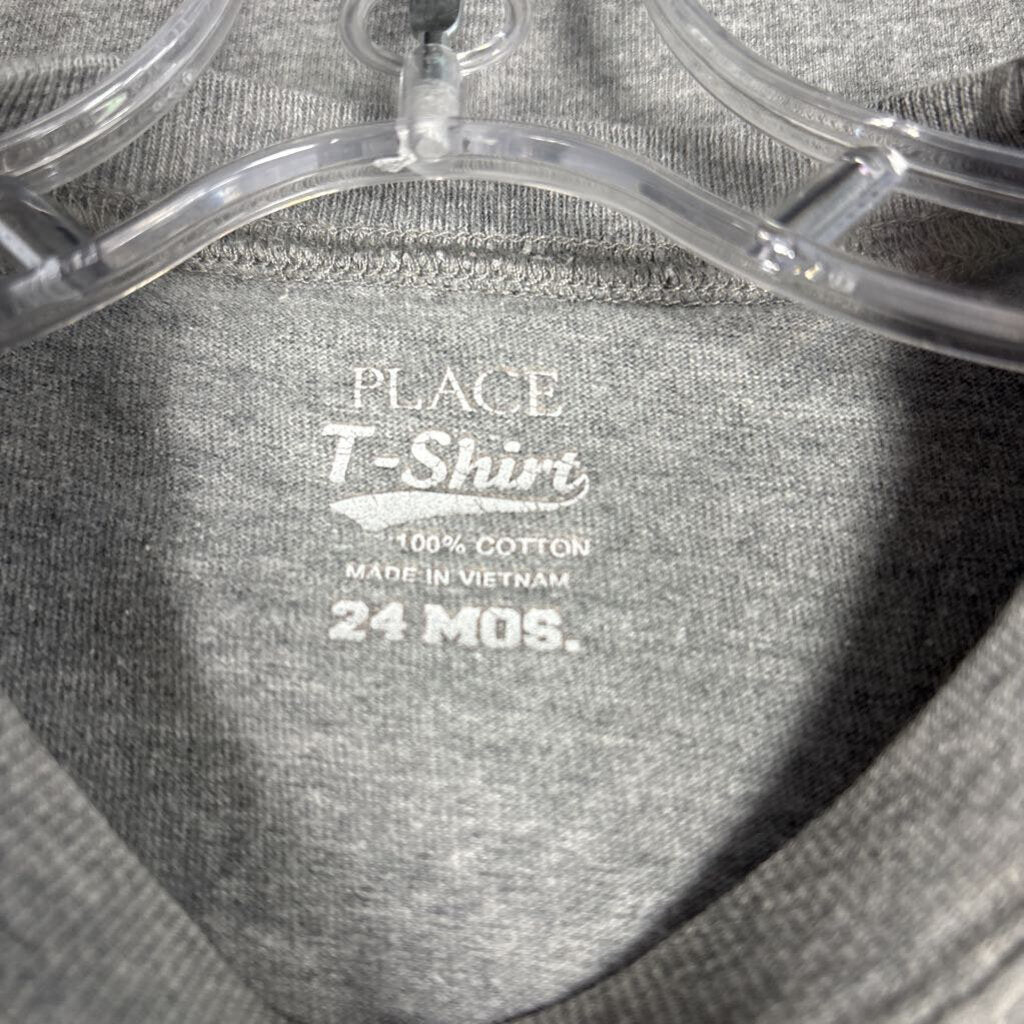 PLACE
T-Shirt
100% COTTON
MADE IN VIETNAM
24 MOS.